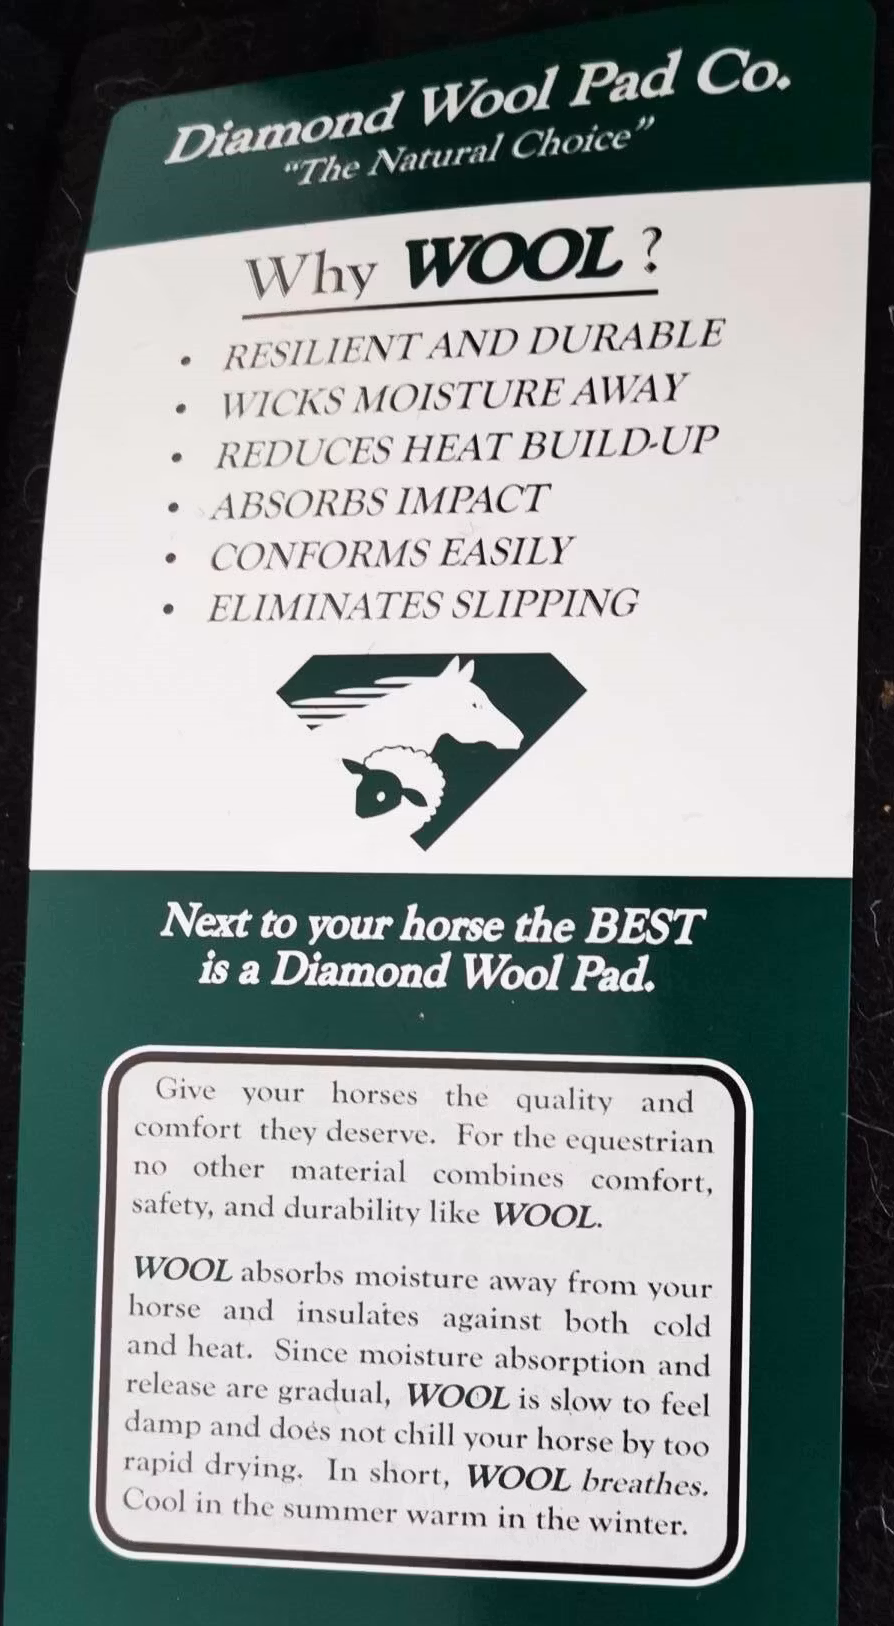 Diamond Wool Pad Co.
"The Natural Choice"
Why WOOL?
• RESILIENT AND DURABLE
• WICKS MOISTURE AWAY
• REDUCES HEAT BUILD-UP
• ABSORBS IMPACT
• CONFORMS EASILY
• ELIMINATES SLIPPING
Next to your horse the BEST
is a Diamond Wool Pad.
Give your horses the quality and
comfort they deserve. For the equestrian
no other material combines comfort,
safety, and durability like WOOL.
WOOL absorbs moisture away from your
horse and insulates against both cold
and heat. Since moisture absorption and
release are gradual, WOOL is slow to feel
damp and does not chill your horse by too
rapid drying. In short, WOOL breathes.
Cool in the summer warm in the winter.